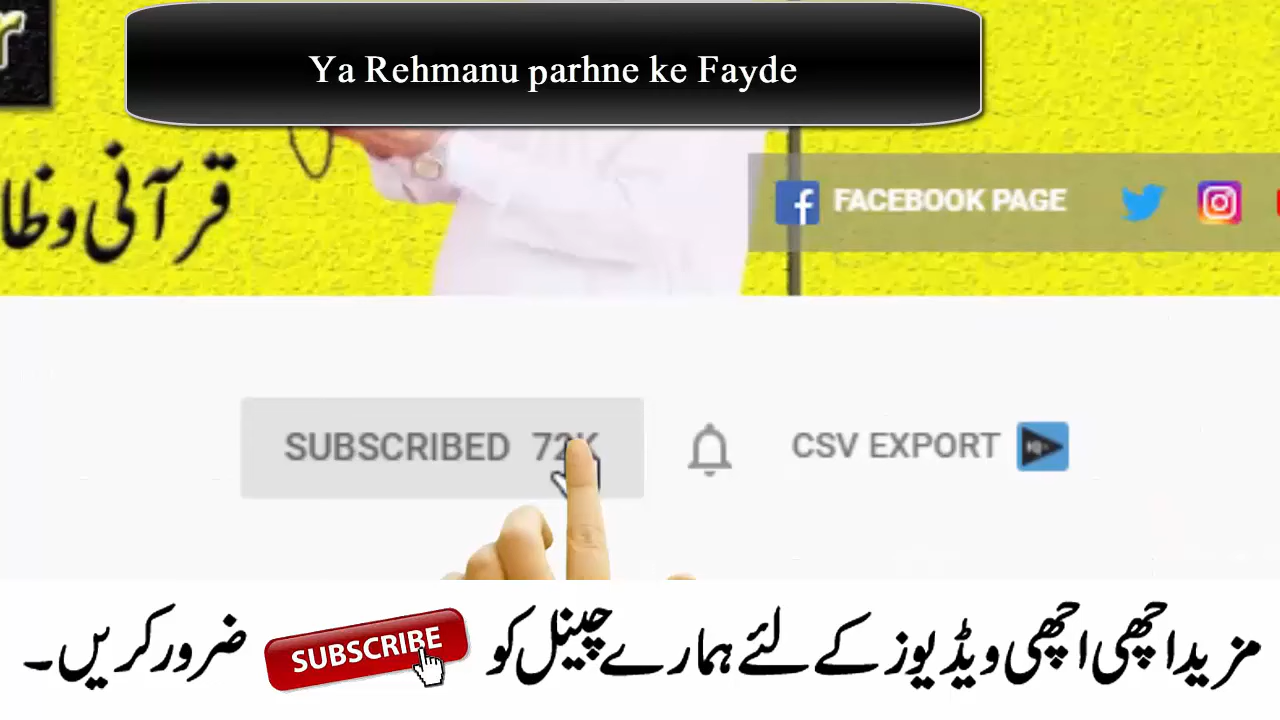 Ya Rehmanu parhne ke Fayde
قرآنی وظا
FACEBOOK PAGE
SUBSCRIBED 72K
CSV EXPORT
مزید اچھی اچھی ویڈیوز کے لئے ہمارے چینل کو SUBSCRIBE ضرور کریں۔